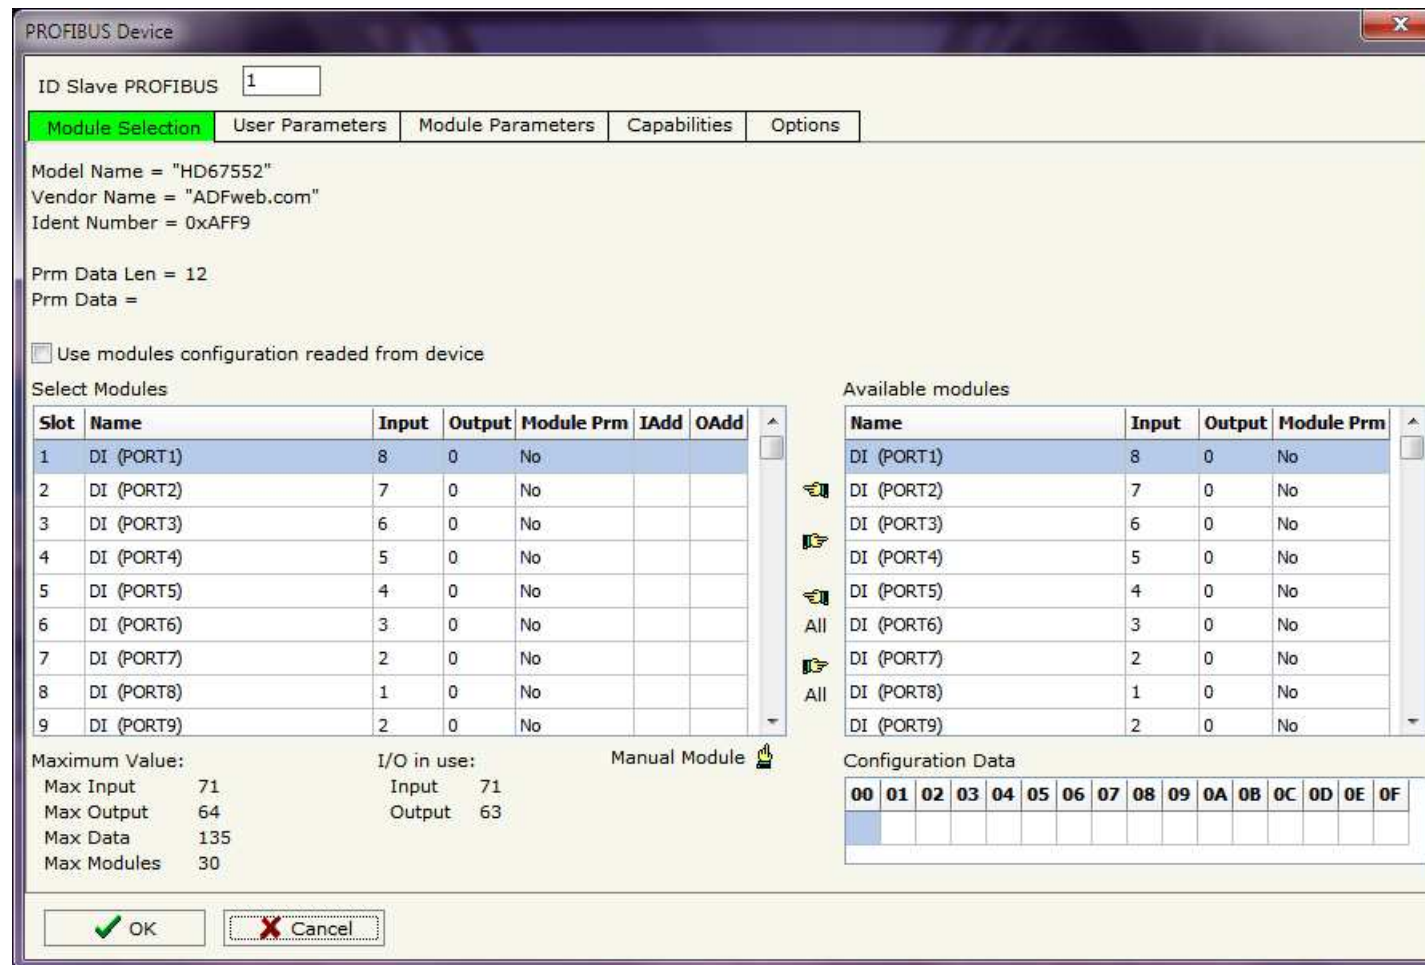 PROFIBUS Device
X
ID Slave PROFIBUS 1
Module Selection User Parameters Module Parameters Capabilities Options
Model Name = "HD67552"
Vendor Name = "ADFweb.com"
Ident Number = 0xAFF9
Prm Data Len = 12
Prm Data =
Use modules configuration readed from device
Select Modules Available modules
Slot Name Input Output Module Prm IAdd OAdd Name Input Output Module Prm
1 DI (PORT1) 8 0 No DI (PORT1) 8 0 No
2 DI (PORT2) 7 0 No DI (PORT2) 7 0 No
3 DI (PORT3) 6 0 No DI (PORT3) 6 0 No
4 DI (PORT4) 5 0 No DI (PORT4) 5 0 No
5 DI (PORT5) 4 0 No DI (PORT5) 4 0 No
6 DI (PORT6) 3 0 No All DI (PORT6) 3 0 No
7 DI (PORT7) 2 0 No DI (PORT7) 2 0 No
8 DI (PORT8) 1 0 No All DI (PORT8) 1 0 No
9 DI (PORT9) 2 0 No DI (PORT9) 2 0 No
Maximum Value: I/O in use: Manual Module Configuration Data
Max Input 71 Input 71
Max Output 64 Output 63
Max Data 135
Max Modules 30
00 01 02 03 04 05 06 07 08 09 0A 0B 0C 0D 0E 0F
OK Cancel